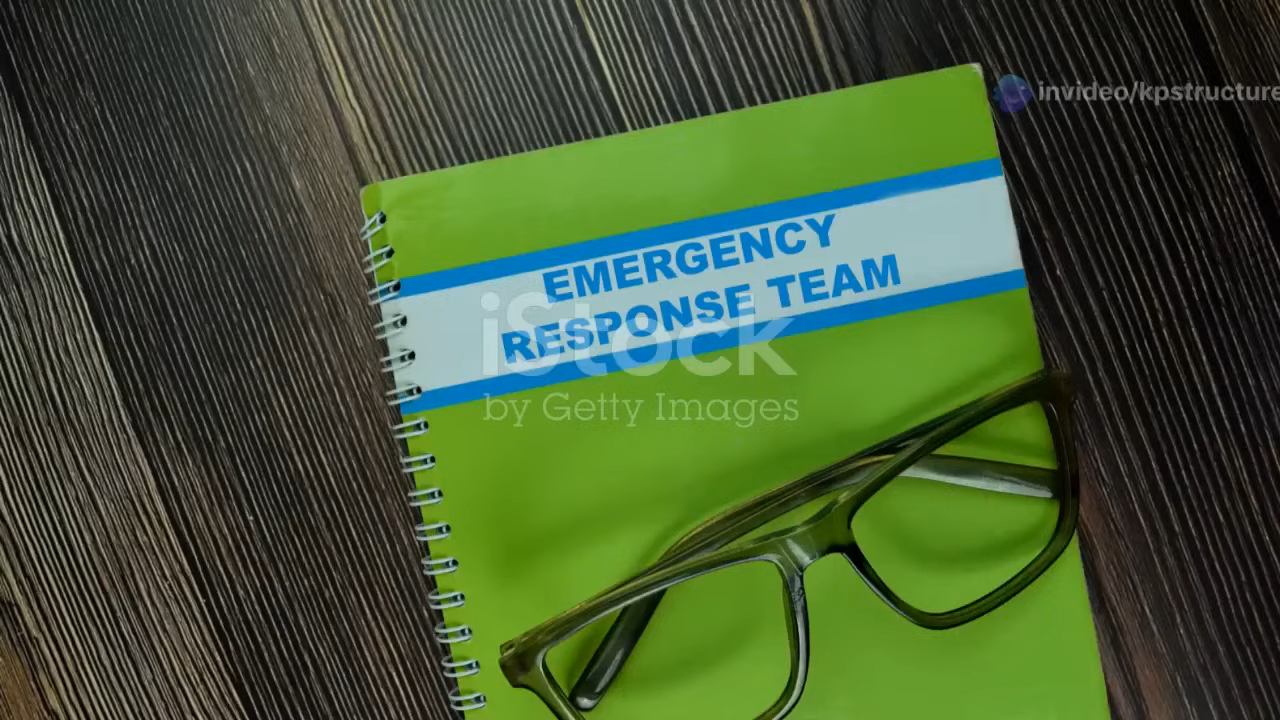 invideo/kpstructure
EMERGENCY
RESPONSE TEAM
iStock
by Getty Images